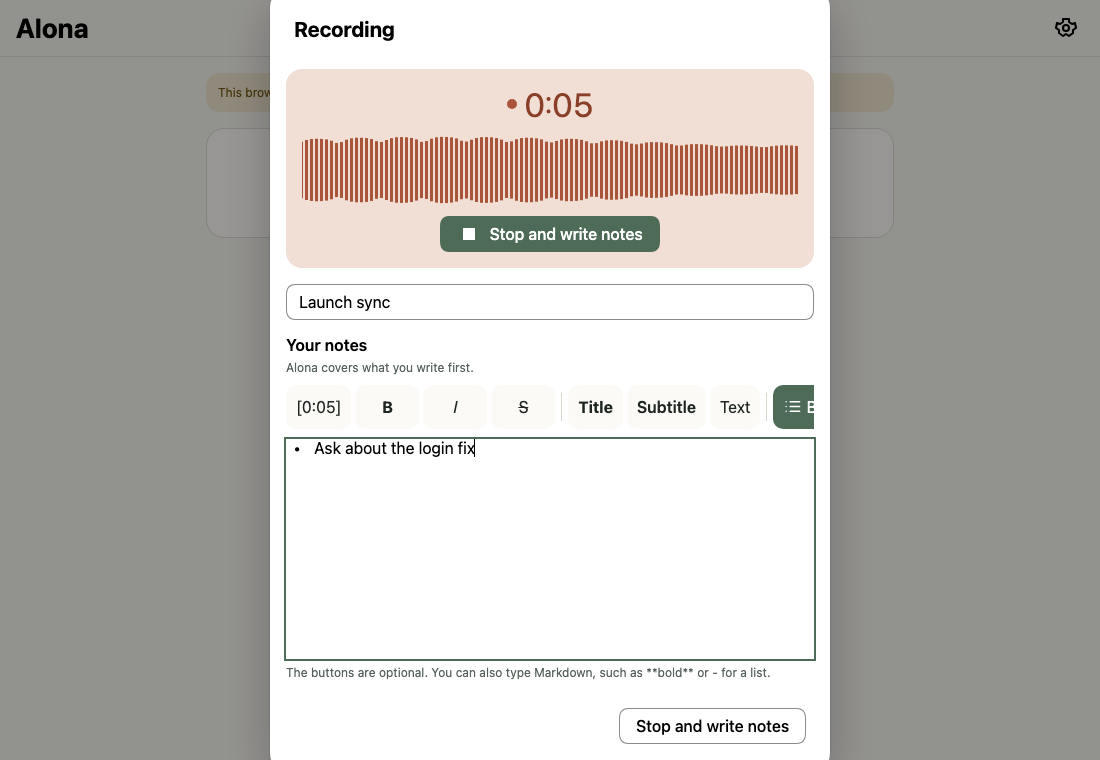 Alona
Recording
This brow
0:05
Stop and write notes
Launch sync
Your notes
Alona covers what you write first.
[0:05] B I S Title Subtitle Text B
• Ask about the login fix
The buttons are optional. You can also type Markdown, such as **bold** or - for a list.
Stop and write notes